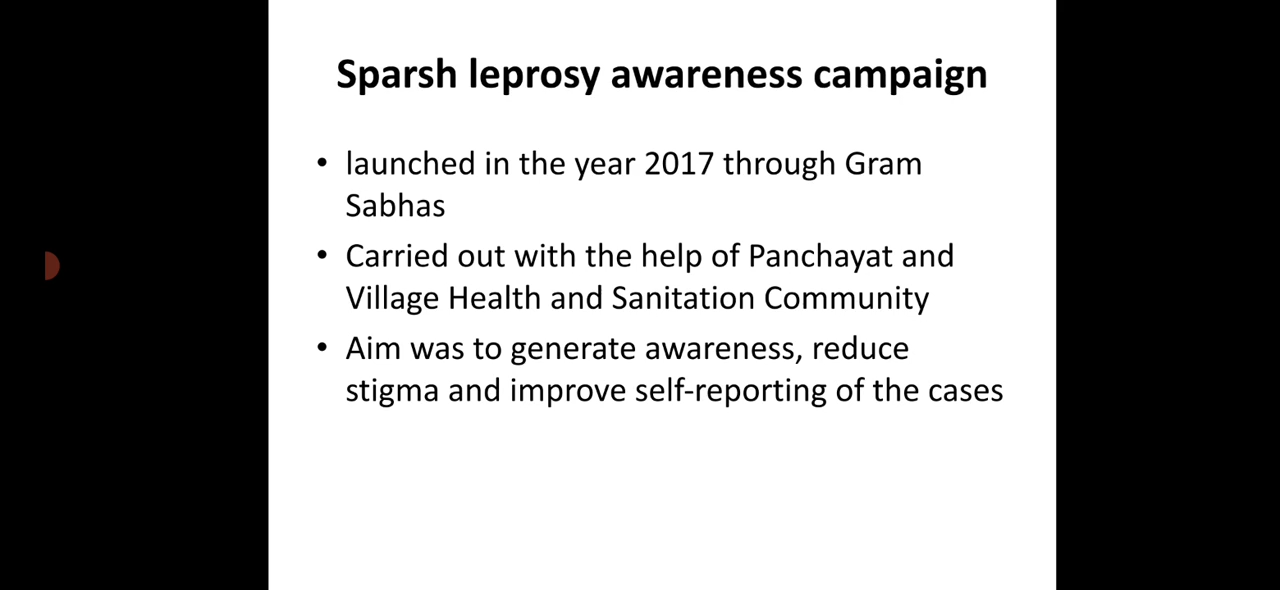 Sparsh leprosy awareness campaign
• launched in the year 2017 through Gram
Sabhas
• Carried out with the help of Panchayat and
Village Health and Sanitation Community
• Aim was to generate awareness, reduce
stigma and improve self-reporting of the cases